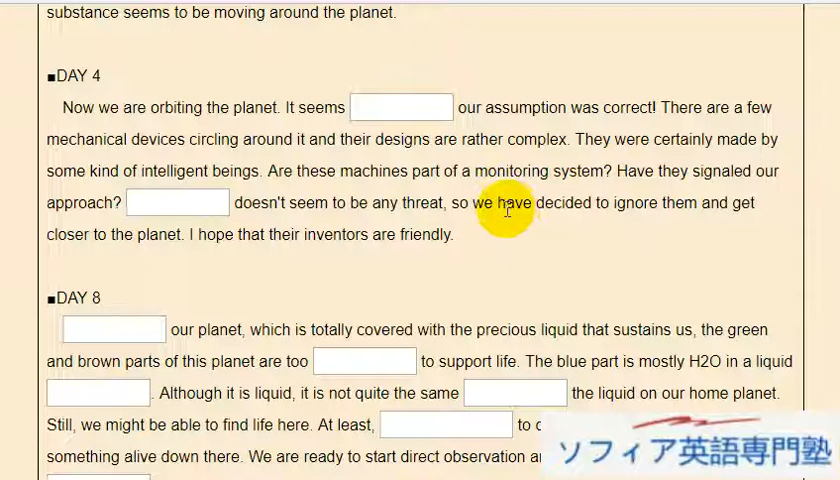 substance seems to be moving around the planet.
■DAY 4
Now we are orbiting the planet. It seems our assumption was correct! There are a few
mechanical devices circling around it and their designs are rather complex. They were certainly made by
some kind of intelligent beings. Are these machines part of a monitoring system? Have they signaled our
approach? doesn't seem to be any threat, so we have decided to ignore them and get
closer to the planet. I hope that their inventors are friendly.
■DAY 8
our planet, which is totally covered with the precious liquid that sustains us, the green
and brown parts of this planet are too to support life. The blue part is mostly H2O in a liquid
. Although it is liquid, it is not quite the same the liquid on our home planet.
Still, we might be able to find life here. At least, to
something alive down there. We are ready to start direct observation
ソフィア英語専門塾